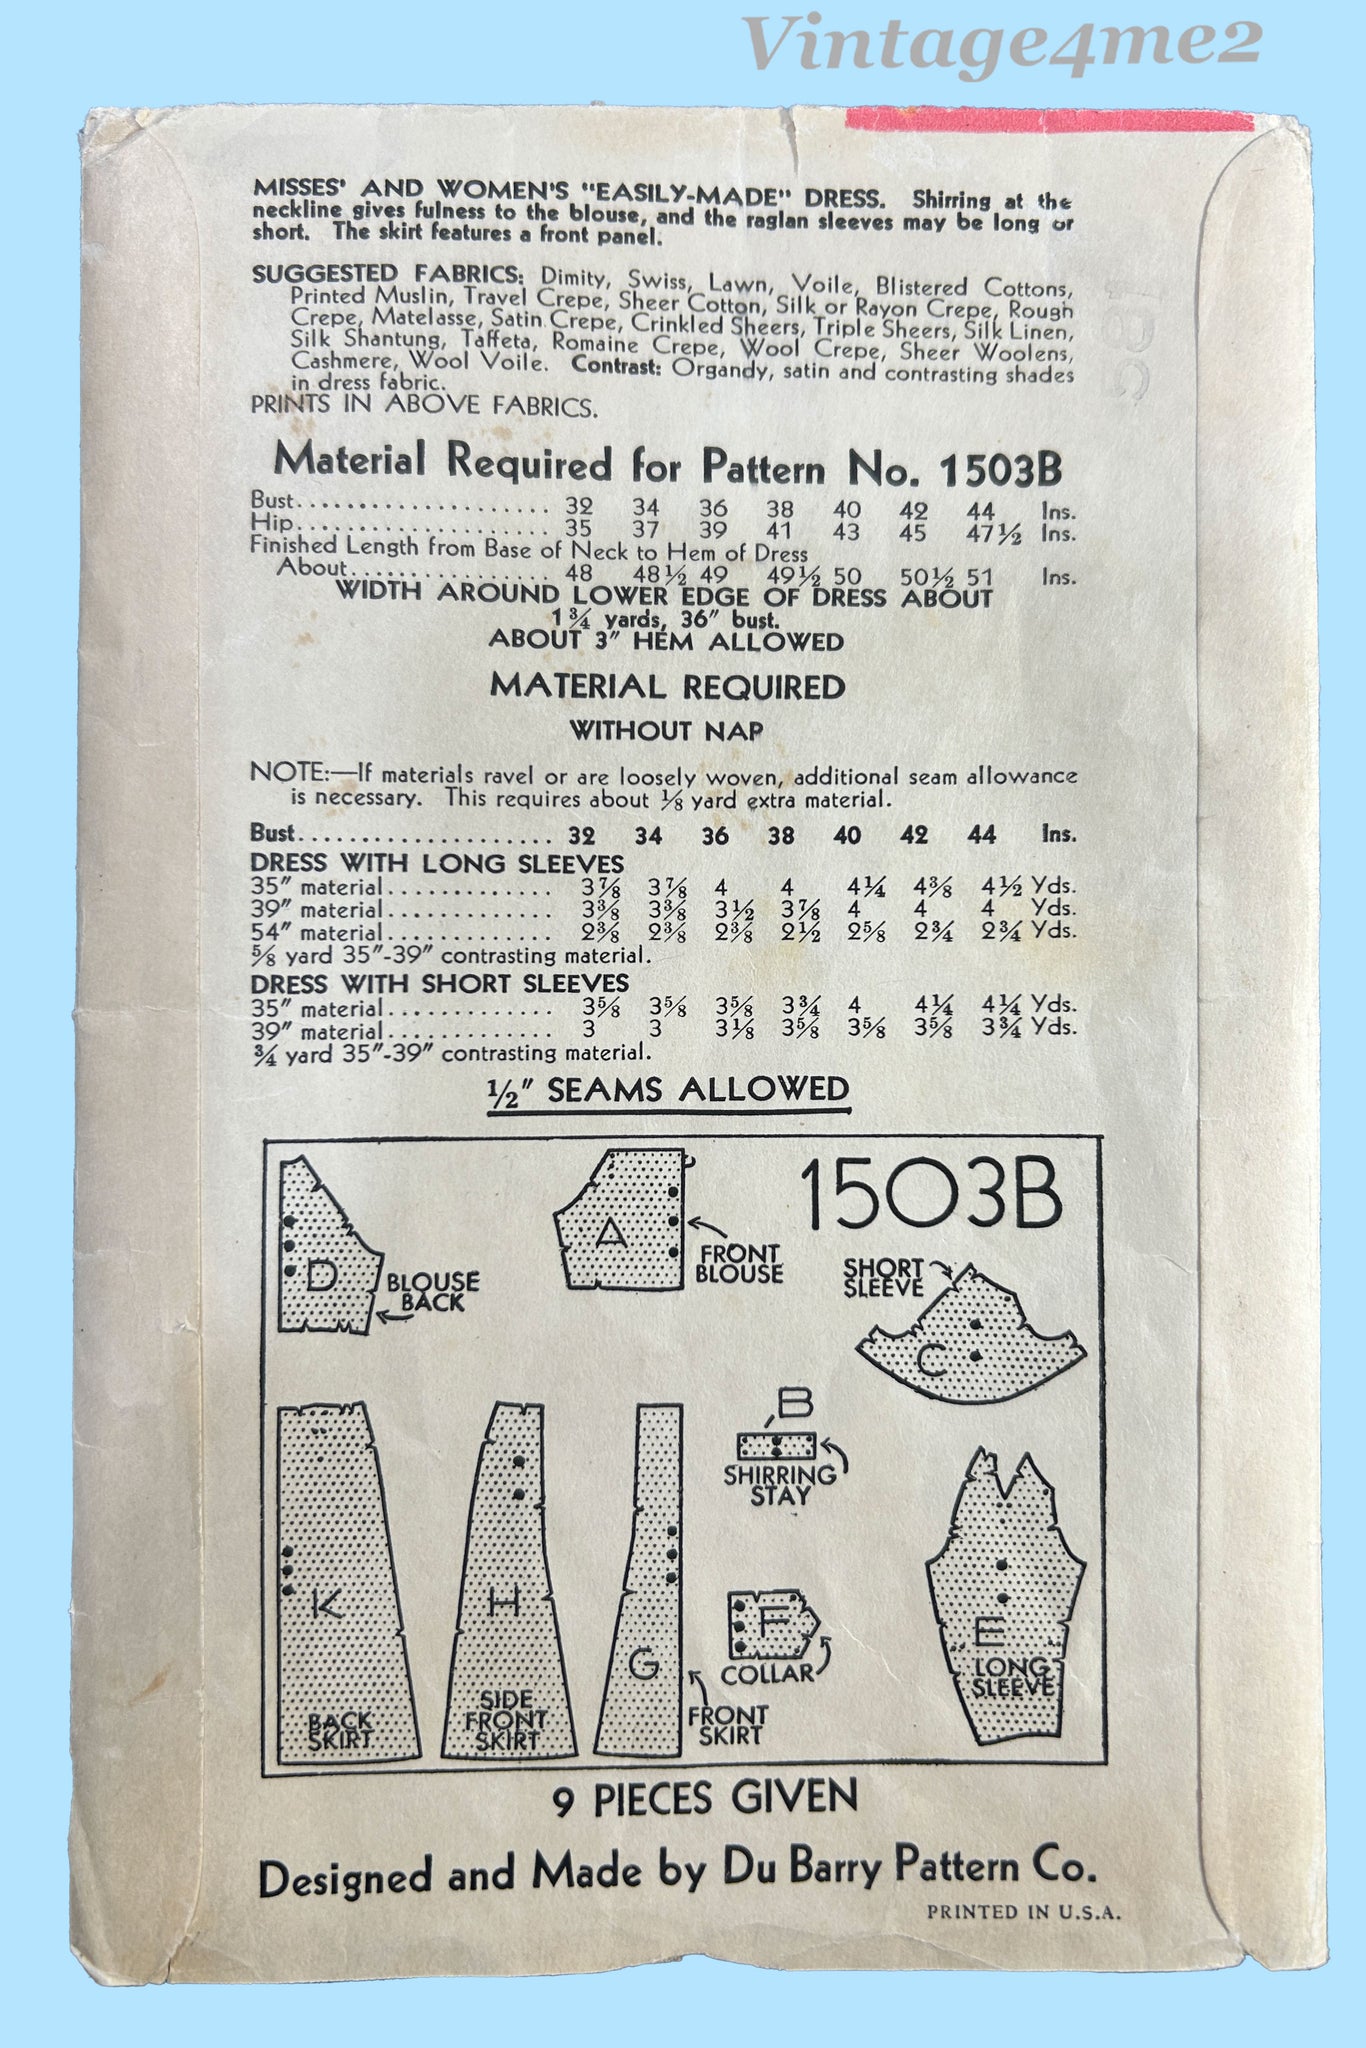 Vintage4me2
MISSES' AND WOMEN'S "EASILY-MADE" DRESS. Shirring at the
neckline gives fulness to the blouse, and the raglan sleeves may be long or
short. The skirt features a front panel.
SUGGESTED FABRICS: Dimity, Swiss, Lawn, Voile, Blistered Cottons,
Printed Muslin, Travel Crepe, Sheer Cotton, Silk or Rayon Crepe, Rough
Crepe, Matelasse, Satin Crepe, Crinkled Sheers, Triple Sheers, Silk Linen,
Silk Shantung, Taffeta, Romaine Crepe, Wool Crepe, Sheer Woolens,
Cashmere, Wool Voile. Contrast: Organdy, satin and contrasting shades
in dress fabric.
PRINTS IN ABOVE FABRICS.
Material Required for Pattern No. 1503B
Bust.................... 32 34 36 38 40 42 44 Ins.
Hip..................... 35 37 39 41 43 45 47½ Ins.
Finished Length from Base of Neck to Hem of Dress
About................ 48 48½ 49 49½ 50 50½ 51 Ins.
WIDTH AROUND LOWER EDGE OF DRESS ABOUT
1¾ yards, 36" bust.
ABOUT 3" HEM ALLOWED
MATERIAL REQUIRED
WITHOUT NAP
NOTE:—If materials ravel or are loosely woven, additional seam allowance
is necessary. This requires about ⅛ yard extra material.
Bust.................... 32 34 36 38 40 42 44 Ins.
DRESS WITH LONG SLEEVES
35" material............. 3⅞ 3⅞ 4 4 4¼ 4⅜ 4½ Yds.
39" material............. 3⅜ 3⅜ 3½ 3⅞ 4 4 4 Yds.
54" material............. 2⅜ 2⅜ 2⅜ 2½ 2⅝ 2¾ 2¾ Yds.
⅝ yard 35"-39" contrasting material.
DRESS WITH SHORT SLEEVES
35" material............. 3⅝ 3⅝ 3⅝ 3¾ 4 4¼ 4¼ Yds.
39" material............. 3 3 3⅛ 3⅝ 3⅝ 3⅝ 3¾ Yds.
¾ yard 35"-39" contrasting material.
½" SEAMS ALLOWED
1503B
D
BLOUSE
BACK
A
FRONT
BLOUSE
SHORT
SLEEVE
C
B
SHIRRING
STAY
K
BACK
SKIRT
H
SIDE
FRONT
SKIRT
G
FRONT
SKIRT
F
COLLAR
E
LONG
SLEEVE
9 PIECES GIVEN
Designed and Made by Du Barry Pattern Co.
PRINTED IN U.S.A.